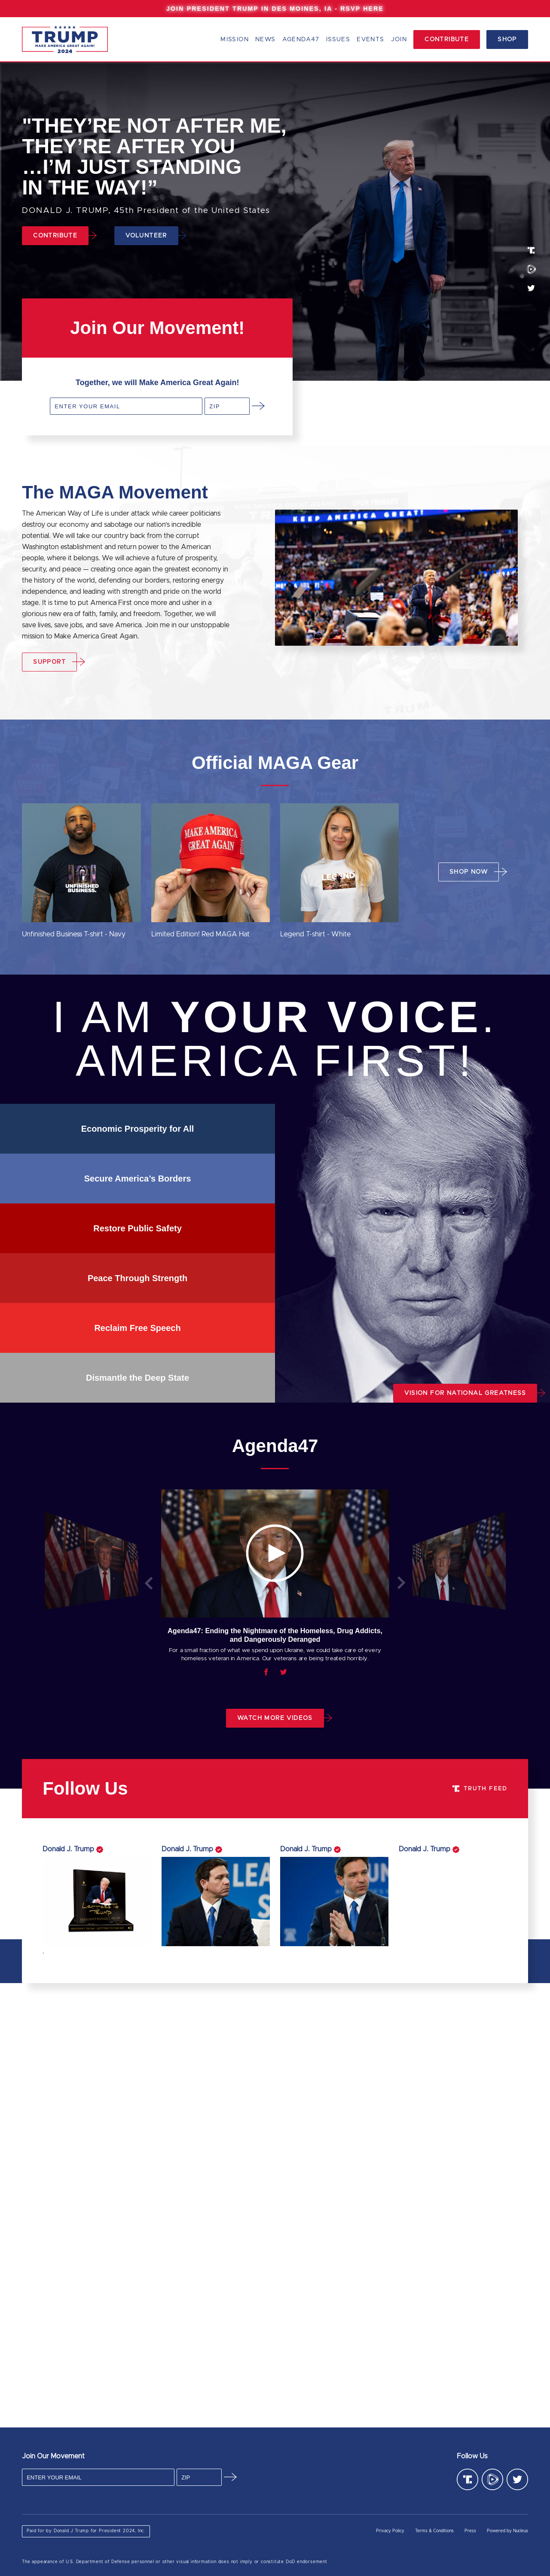 JOIN PRESIDENT TRUMP IN DES MOINES, IA - RSVP HERE
TRUMP
MAKE AMERICA GREAT AGAIN!
2024
MISSION NEWS AGENDA47 ISSUES EVENTS JOIN CONTRIBUTE SHOP
"THEY’RE NOT AFTER ME,
THEY’RE AFTER YOU
…I’M JUST STANDING
IN THE WAY!”
DONALD J. TRUMP, 45th President of the United States
CONTRIBUTE VOLUNTEER
Join Our Movement!
Together, we will Make America Great Again!
ENTER YOUR EMAIL ZIP
The MAGA Movement
The American Way of Life is under attack while career politicians
destroy our economy and sabotage our nation's incredible
potential. We will take our country back from the corrupt
Washington establishment and return power to the American
people, where it belongs. We will achieve a future of prosperity,
security, and peace — creating once again the greatest economy in
the history of the world, defending our borders, restoring energy
independence, and leading with strength and pride on the world
stage. It is time to put America First once more and usher in a
glorious new era of faith, family, and freedom. Together, we will
save lives, save jobs, and save America. Join me in our unstoppable
mission to Make America Great Again.
KEEP AMERICA GREAT!
SUPPORT
TRUMP
Official MAGA Gear
UNFINISHED
BUSINESS.
MAKE AMERICA
GREAT AGAIN
SHOP NOW
Unfinished Business T-shirt - Navy
Limited Edition! Red MAGA Hat
Legend T-shirt - White
I AM YOUR VOICE.
AMERICA FIRST!
Economic Prosperity for All
Secure America’s Borders
Restore Public Safety
Peace Through Strength
Reclaim Free Speech
Dismantle the Deep State
VISION FOR NATIONAL GREATNESS
Agenda47
Agenda47: Ending the Nightmare of the Homeless, Drug Addicts,
and Dangerously Deranged
For a small fraction of what we spend upon Ukraine, we could take care of every
homeless veteran in America. Our veterans are being treated horribly.
WATCH MORE VIDEOS
Follow Us
TRUTH FEED
Donald J. Trump
Donald J. Trump
Donald J. Trump
Donald J. Trump
.
Join Our Movement
Follow Us
ENTER YOUR EMAIL ZIP
Paid for by Donald J Trump for President 2024, Inc.
Privacy Policy Terms & Conditions Press Powered by Nucleus
The appearance of U.S. Department of Defense personnel or other visual information does not imply or constitute DoD endorsement.